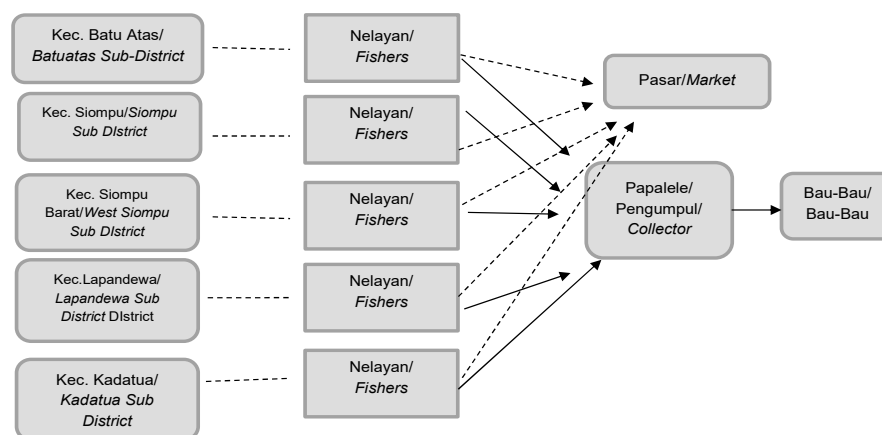 Kec. Batu Atas/
Batuatas Sub-District
Nelayan/
Fishers
Kec. Siompu/Siompu
Sub DIstrict
Nelayan/
Fishers
Kec. Siompu
Barat/West Siompu
Sub DIstrict
Nelayan/
Fishers
Kec.Lapandewa/
Lapandewa Sub
District DIstrict
Nelayan/
Fishers
Kec. Kadatua/
Kadatua Sub
District
Nelayan/
Fishers
Pasar/Market
Papalele/
Pengumpul/
Collector
Bau-Bau/
Bau-Bau